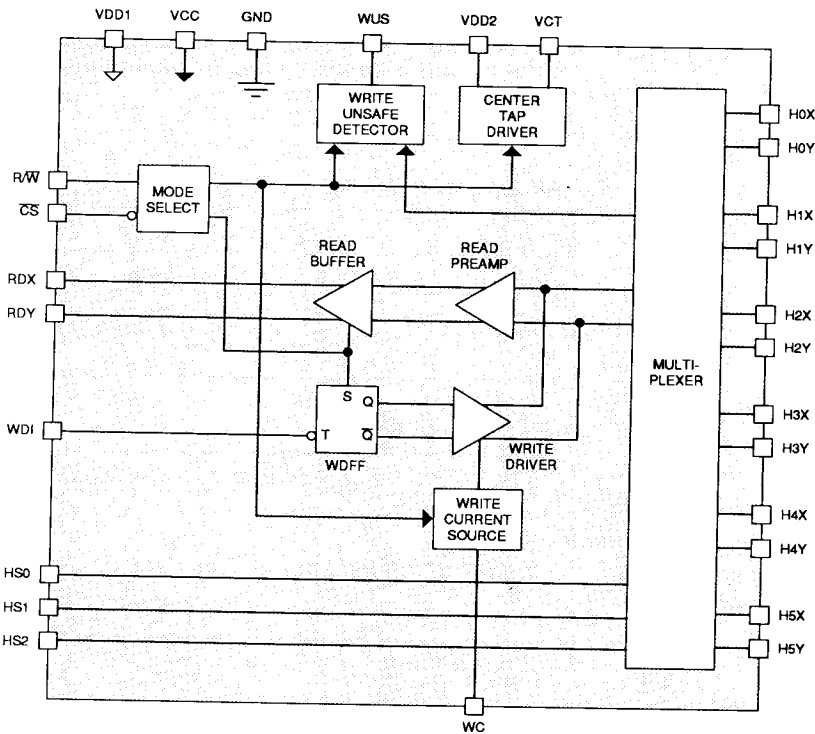 VDD1
VCC
GND
WUS
VDD2
VCT
WRITE
UNSAFE
DETECTOR
CENTER
TAP
DRIVER
H0X
H0Y
R/W̅
C̅S̅
MODE
SELECT
H1X
H1Y
READ
BUFFER
READ
PREAMP
RDX
RDY
H2X
H2Y
MULTI-
PLEXER
S
Q
T
Q̅
WDFF
WDI
WRITE
DRIVER
H3X
H3Y
WRITE
CURRENT
SOURCE
H4X
H4Y
HS0
HS1
HS2
H5X
H5Y
WC